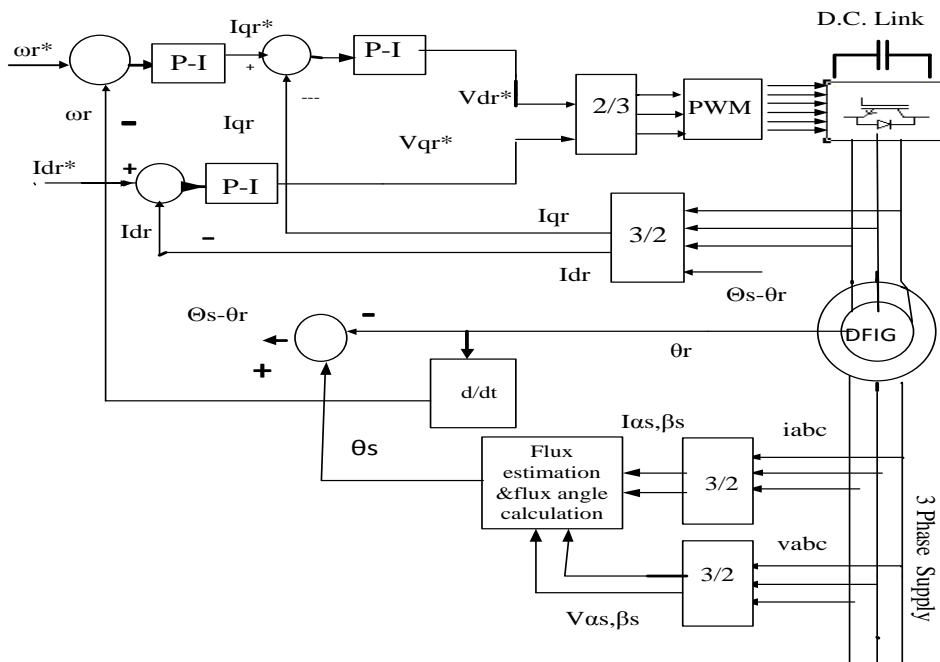 D.C. Link
ωr*
P-I
Iqr*
+
P-I
---
Vdr*
2/3
PWM
ωr
−
Iqr
Vqr*
Idr*
+
P-I
Idr
−
Iqr
3/2
Idr
Θs-θr
Θs-θr
−
+
θr
DFIG
d/dt
θs
Iαs,βs
iabc
Flux
estimation
&flux angle
calculation
3/2
3 Phase Supply
vabc
3/2
Vαs,βs